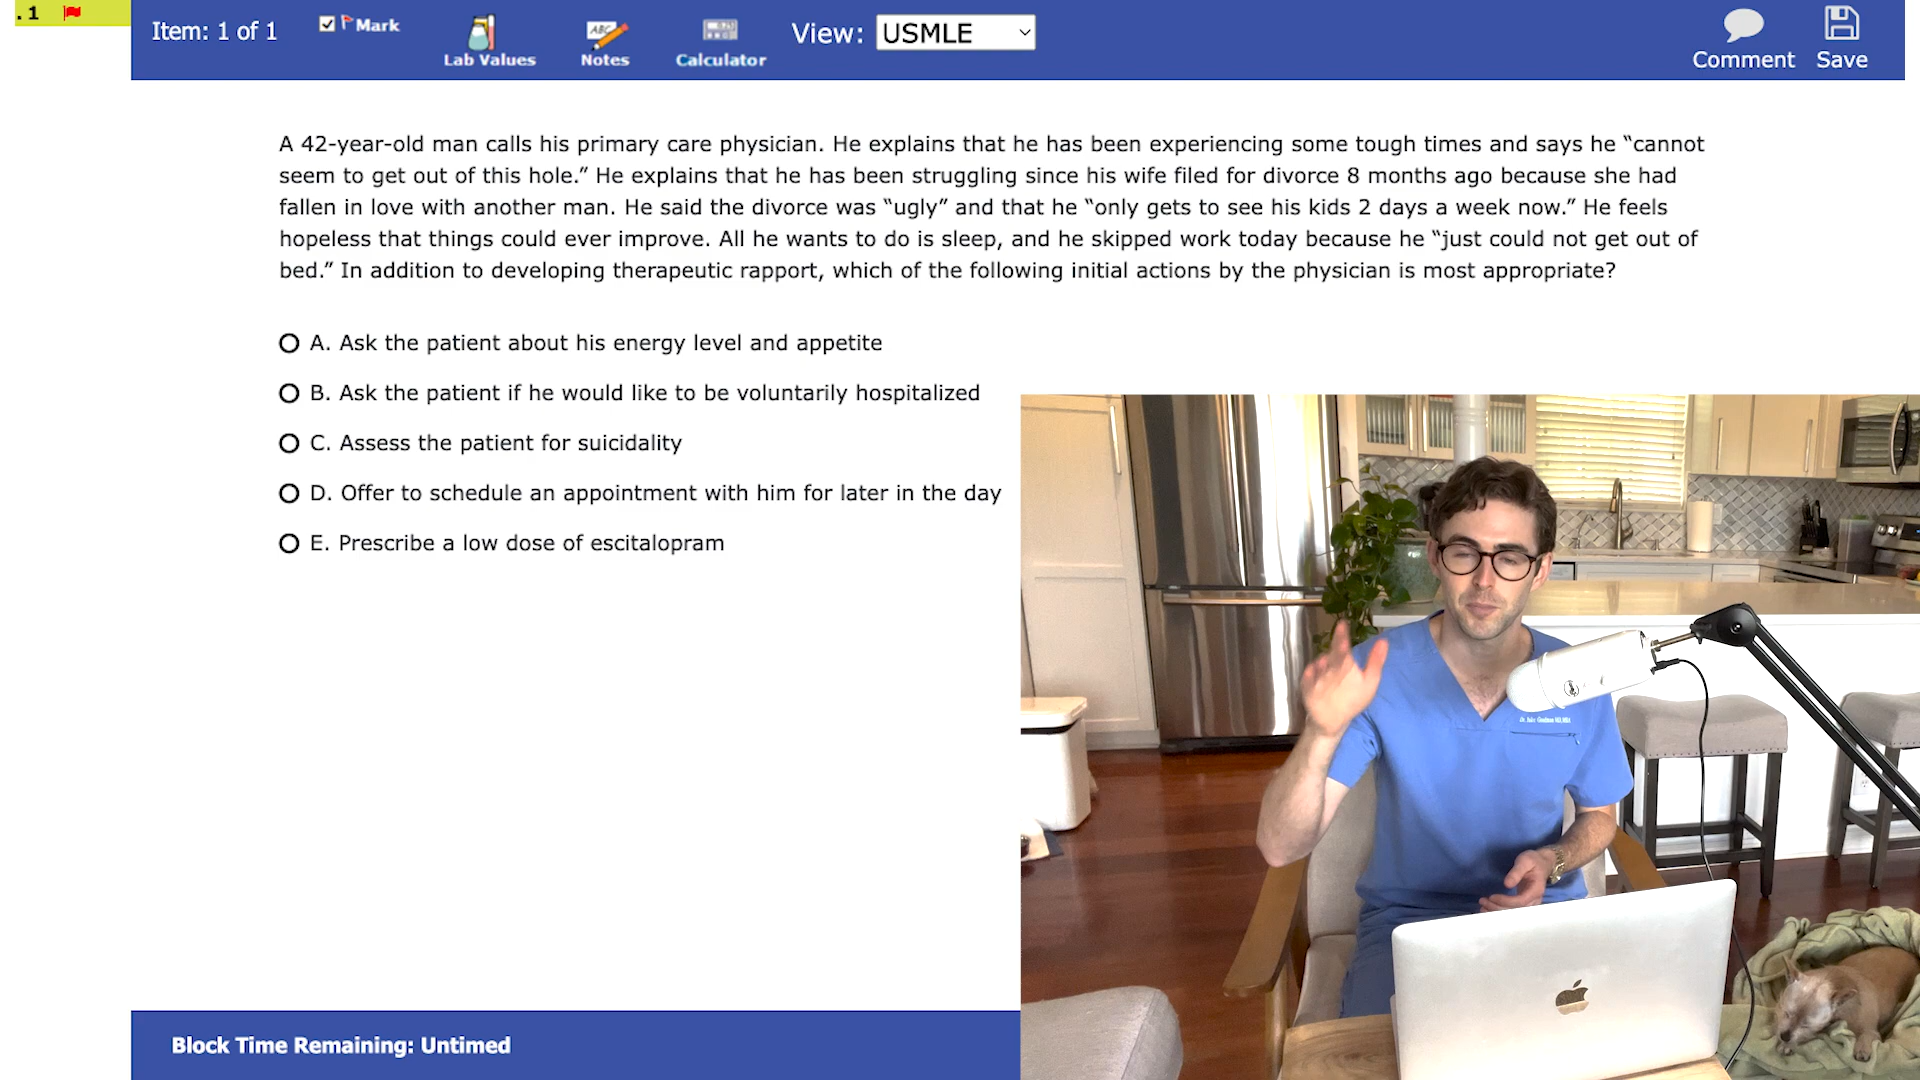 . 1
Item: 1 of 1
Mark
Lab Values
Notes
Calculator
View: USMLE
Comment
Save
A 42-year-old man calls his primary care physician. He explains that he has been experiencing some tough times and says he “cannot
seem to get out of this hole.” He explains that he has been struggling since his wife filed for divorce 8 months ago because she had
fallen in love with another man. He said the divorce was “ugly” and that he “only gets to see his kids 2 days a week now.” He feels
hopeless that things could ever improve. All he wants to do is sleep, and he skipped work today because he “just could not get out of
bed.” In addition to developing therapeutic rapport, which of the following initial actions by the physician is most appropriate?
A. Ask the patient about his energy level and appetite
B. Ask the patient if he would like to be voluntarily hospitalized
C. Assess the patient for suicidality
D. Offer to schedule an appointment with him for later in the day
E. Prescribe a low dose of escitalopram
Block Time Remaining: Untimed